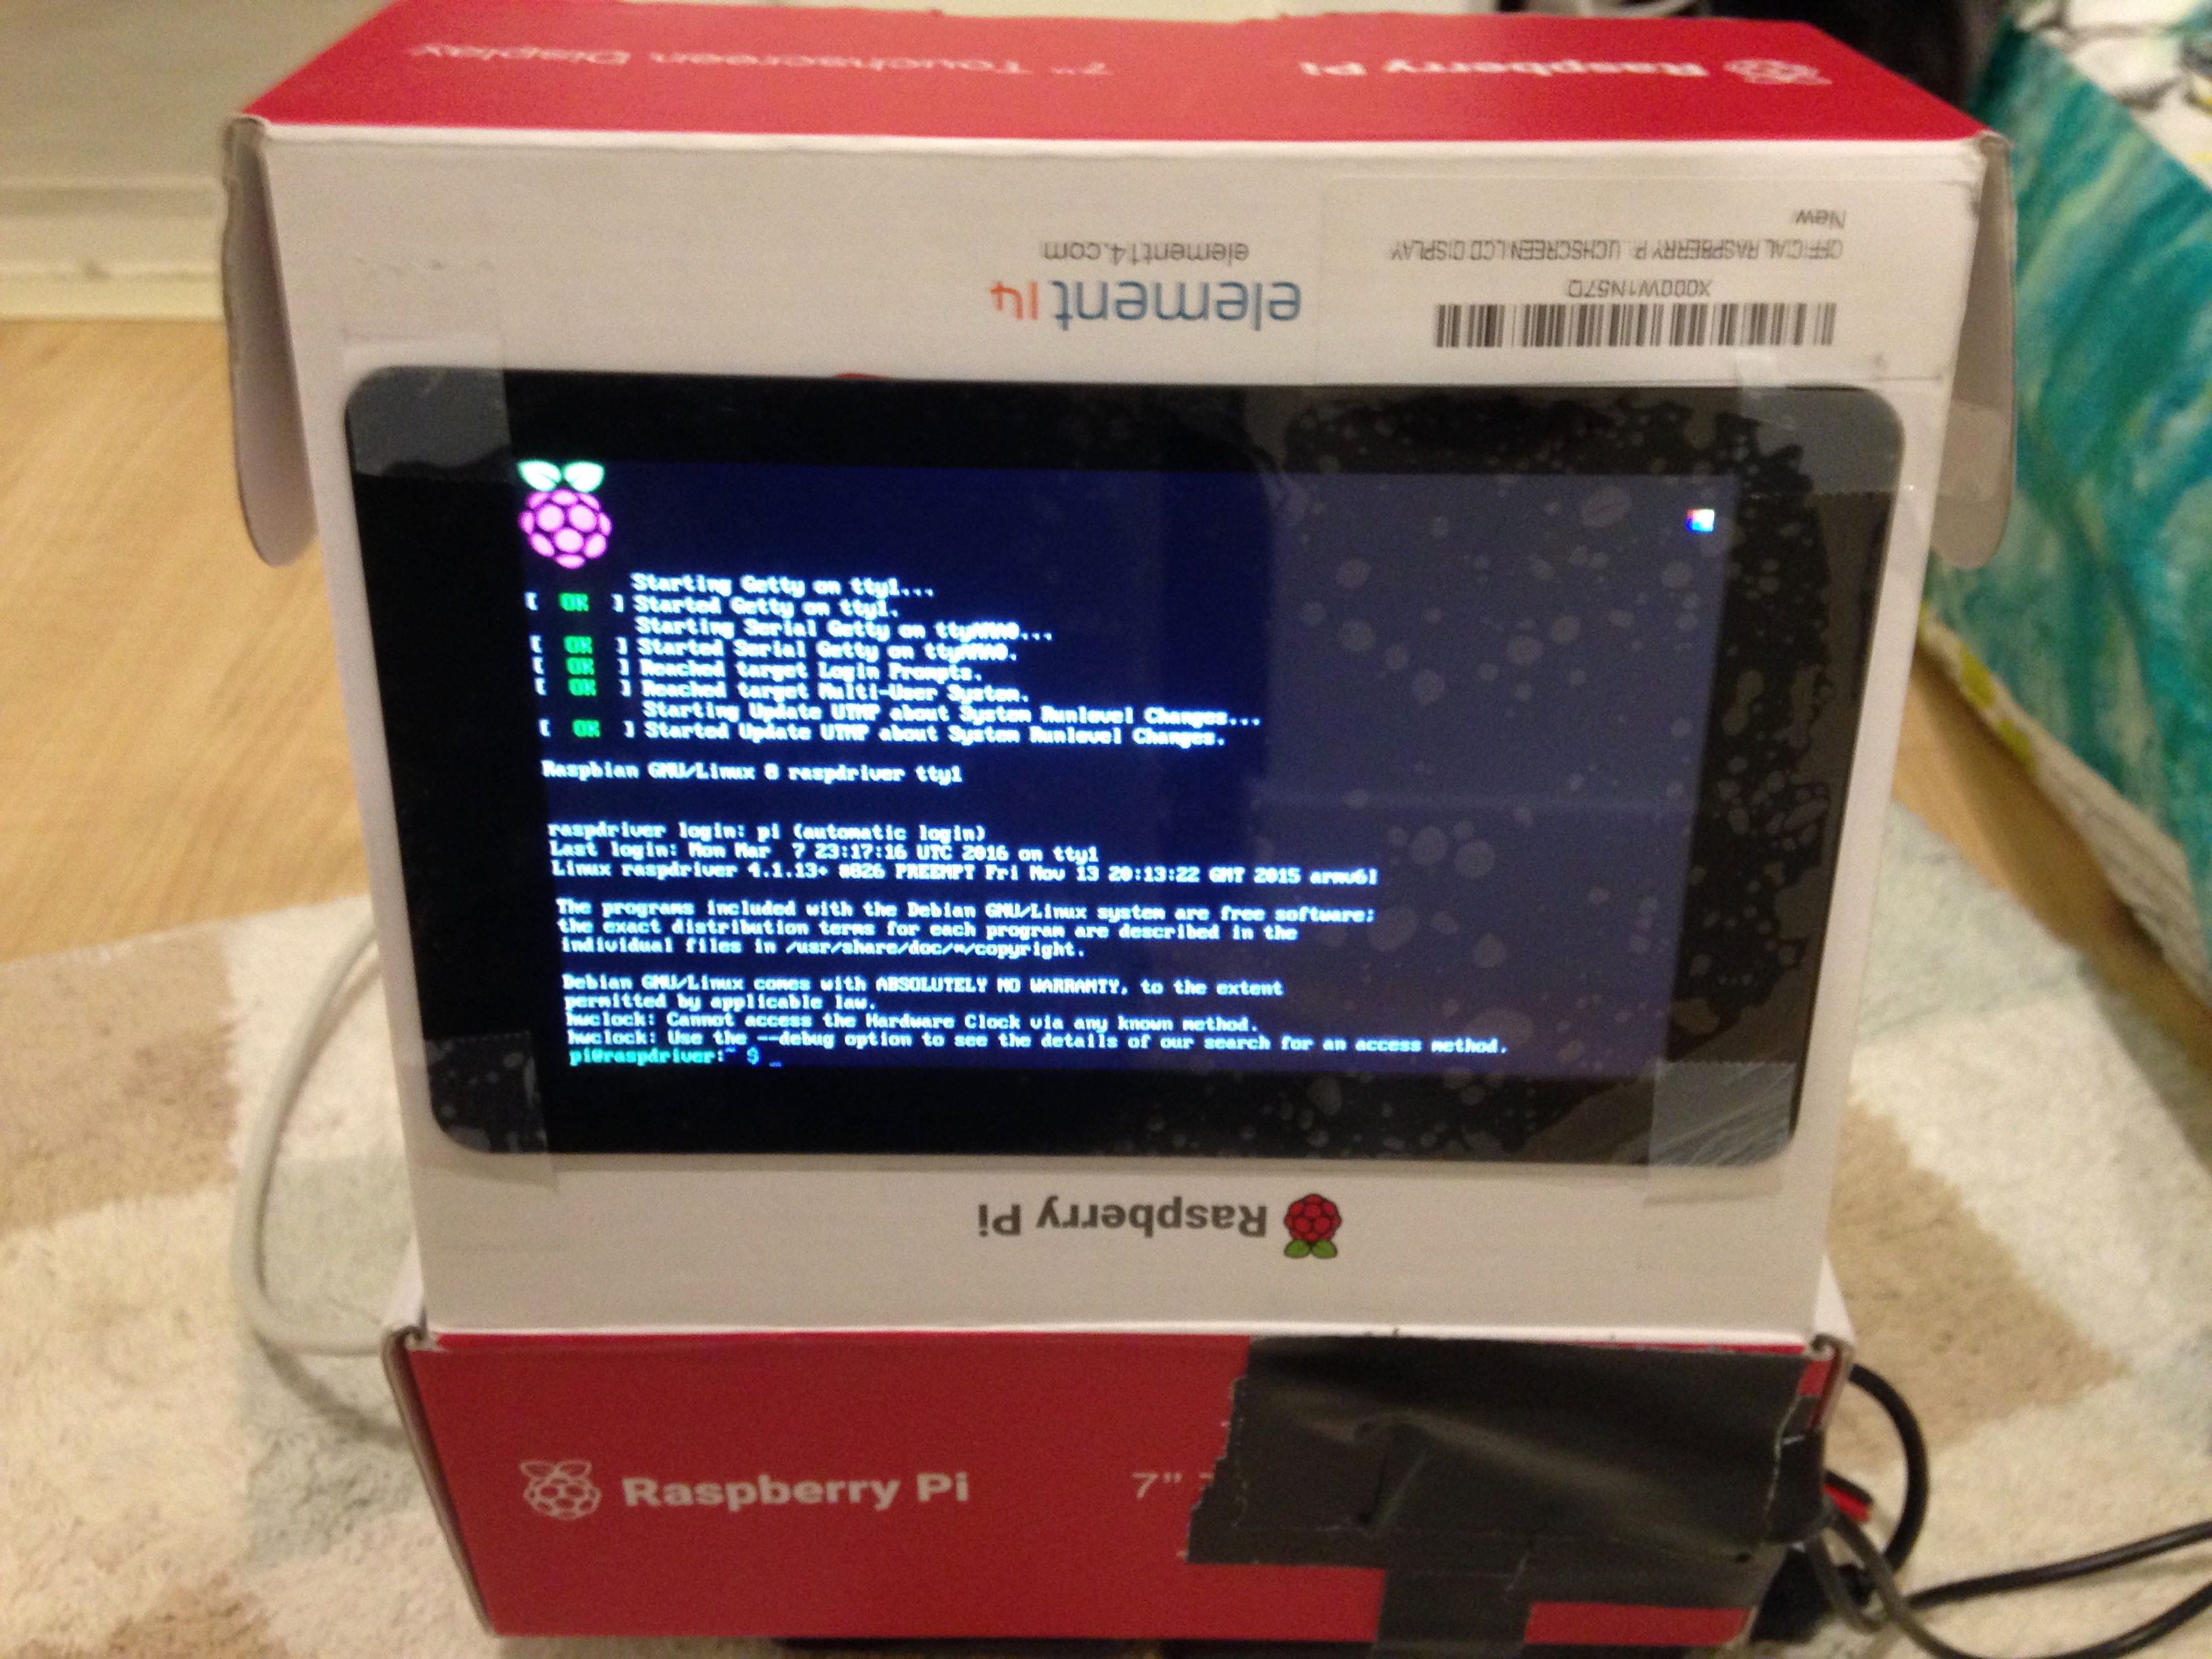 Raspberry Pi
7" Touchscreen Display
New
OFFICIAL RASPBERRY P...UCHSCREEN LCD DISPLAY
X000W1N57Q
element14.com
element14
Starting Getty on tty1...
[ OK ] Started Getty on tty1.
Starting Serial Getty on ttyAMA0...
[ OK ] Started Serial Getty on ttyAMA0.
[ OK ] Reached target Login Prompts.
[ OK ] Reached target Multi-User System.
Starting Update UTMP about System Runlevel Changes...
[ OK ] Started Update UTMP about System Runlevel Changes.
Raspbian GNU/Linux 8 raspdriver tty1
raspdriver login: pi (automatic login)
Last login: Mon Mar  7 23:17:16 UTC 2016 on tty1
Linux raspdriver 4.1.13+ #826 PREEMPT Fri Nov 13 20:13:22 GMT 2015 armv6l
The programs included with the Debian GNU/Linux system are free software;
the exact distribution terms for each program are described in the
individual files in /usr/share/doc/*/copyright.
Debian GNU/Linux comes with ABSOLUTELY NO WARRANTY, to the extent
permitted by applicable law.
hwclock: Cannot access the Hardware Clock via any known method.
hwclock: Use the --debug option to see the details of our search for an access method.
pi@raspdriver:~ $ _
Raspberry Pi
Raspberry Pi
7"